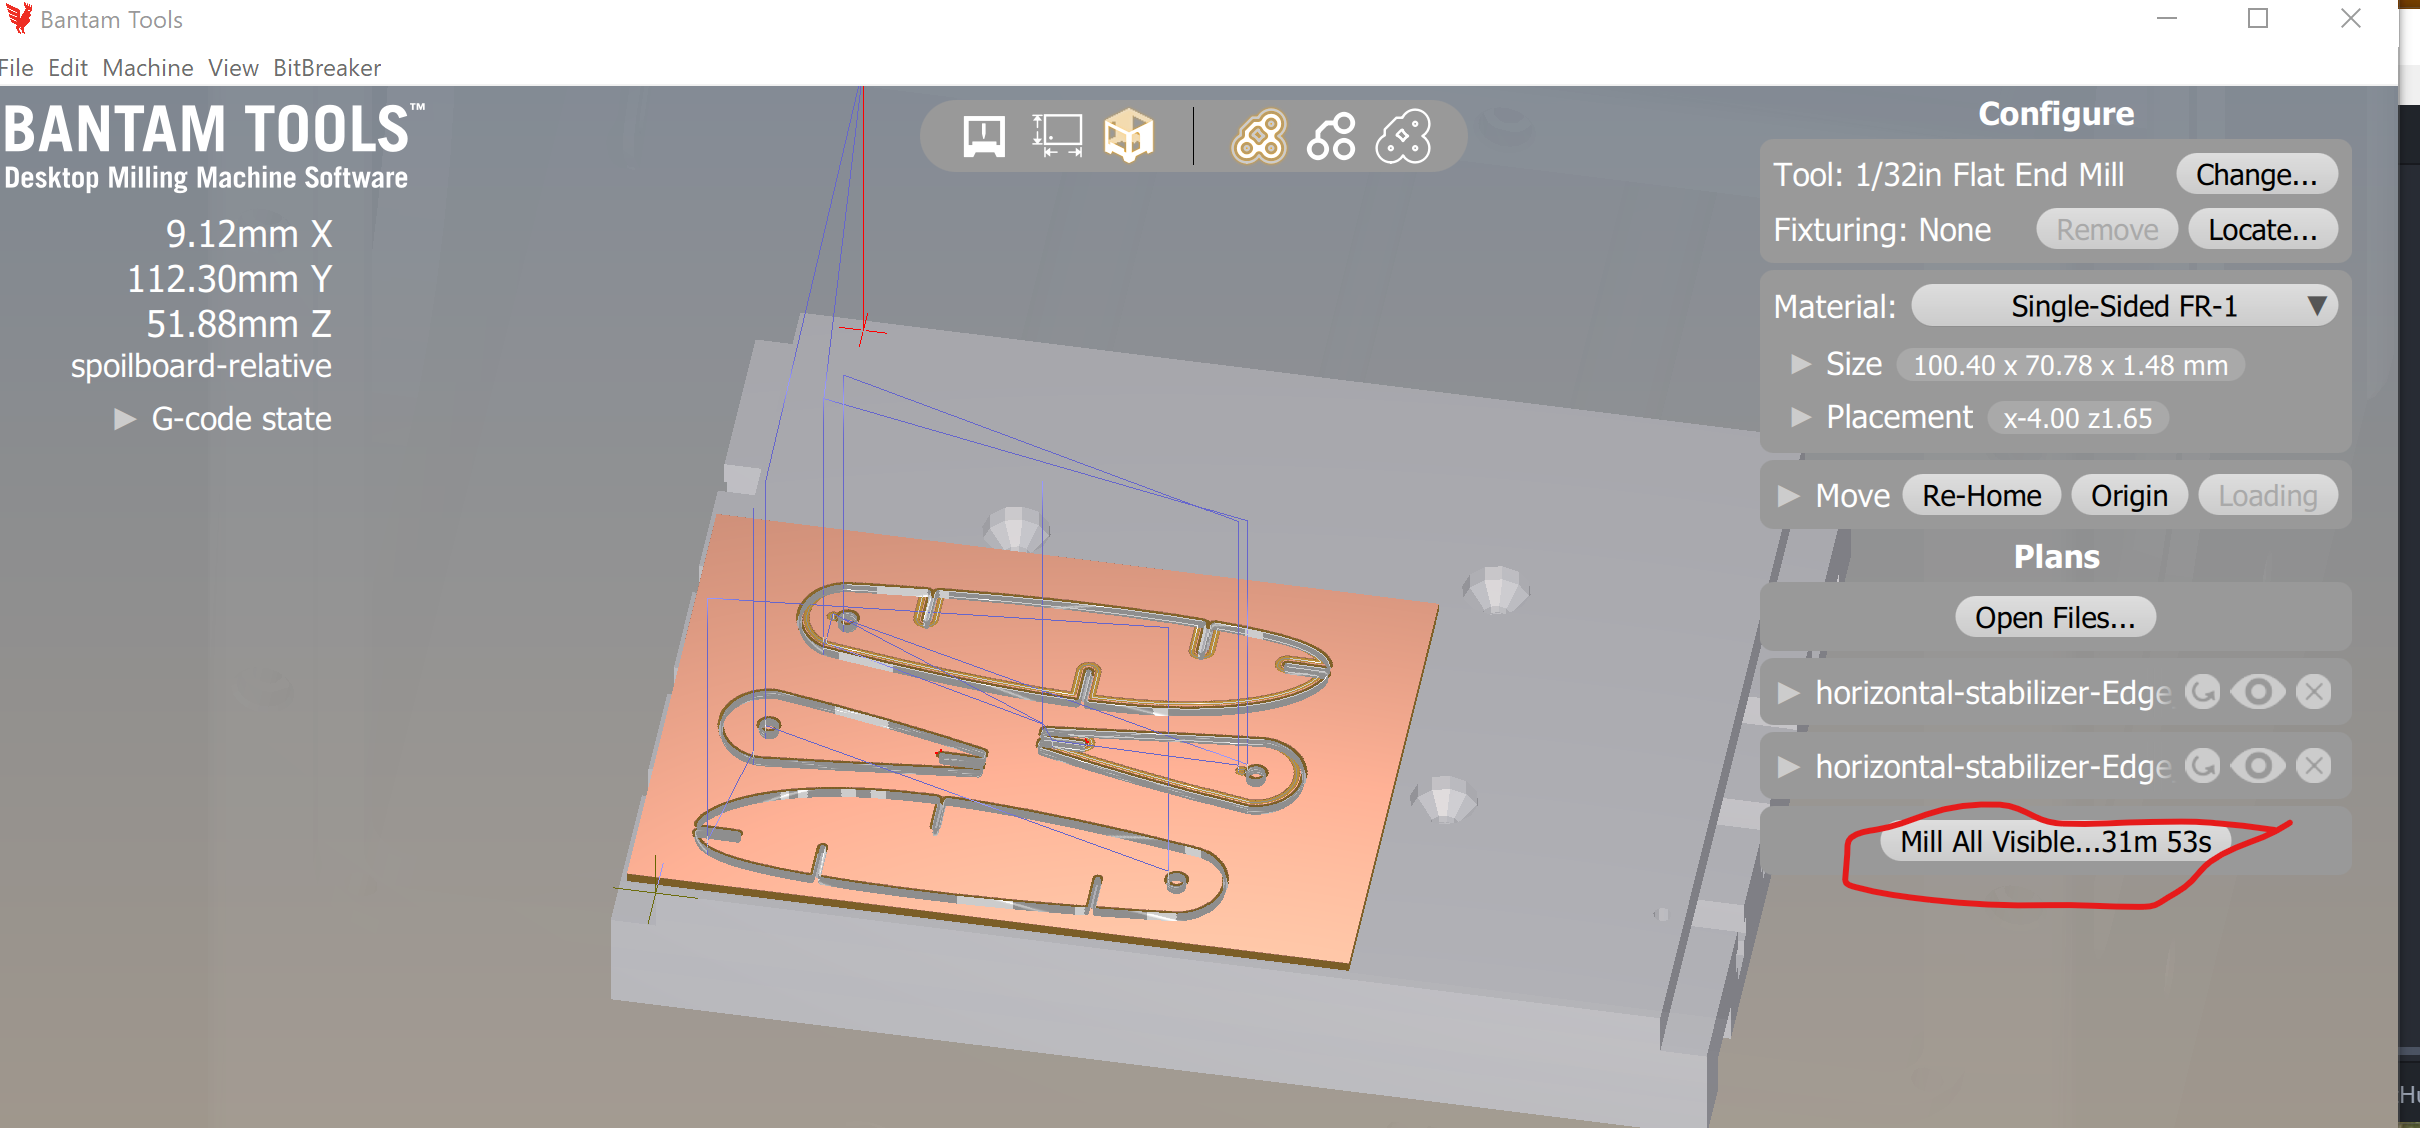 Bantam Tools
File Edit Machine View BitBreaker
BANTAM TOOLS™
Desktop Milling Machine Software
9.12mm X
112.30mm Y
51.88mm Z
spoilboard-relative
G-code state
Configure
Tool: 1/32in Flat End Mill Change...
Fixturing: None Remove Locate...
Material: Single-Sided FR-1
Size 100.40 x 70.78 x 1.48 mm
Placement x-4.00 z1.65
Move Re-Home Origin Loading
Plans
Open Files...
horizontal-stabilizer-Edge
horizontal-stabilizer-Edge
Mill All Visible...31m 53s